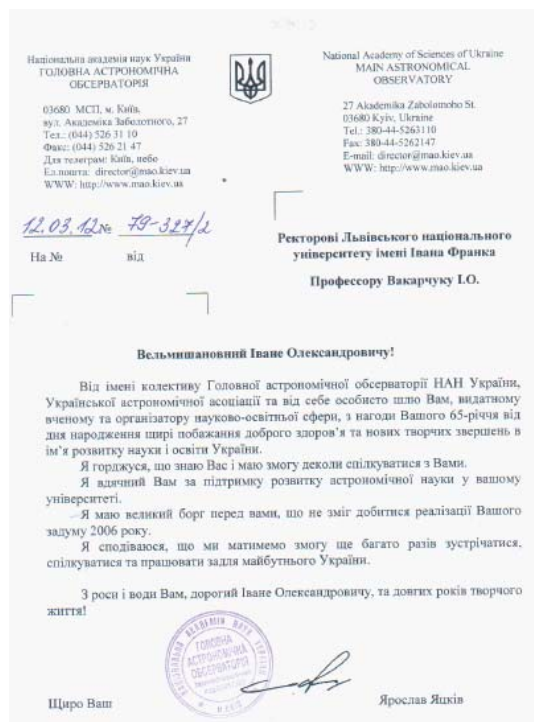 Національна академія наук України
ГОЛОВНА АСТРОНОМІЧНА
ОБСЕРВАТОРІЯ
03680 МСП, м. Київ,
вул. Академіка Заболотного, 27
Тел.: (044) 526 31 10
Факс: (044) 526 21 47
Для телеграм: Київ, небо
Ел.пошта: director@mao.kiev.ua
WWW: http://www.mao.kiev.ua
National Academy of Sciences of Ukraine
MAIN ASTRONOMICAL
OBSERVATORY
27 Akademika Zabolotnoho St.
03680 Kyiv, Ukraine
Tel.: 380-44-5263110
Fax: 380-44-5262147
E-mail: director@mao.kiev.ua
WWW: http://www.mao.kiev.ua
12.03.12 № 79-327/2
На № від
Ректорові Львівського національного
університету імені Івана Франка
Профессору Вакарчуку І.О.
Вельмишановний Іване Олександровичу!
Від імені колективу Головної астрономічної обсерваторії НАН України,
Української астрономічної асоціації та від себе особисто шлю Вам, видатному
вченому та організатору науково-освітньої сфери, з нагоди Вашого 65-річчя від
дня народження щирі побажання доброго здоров’я та нових творчих звершень в
ім’я розвитку науки і освіти України.
Я горджуся, що знаю Вас і маю змогу деколи спілкуватися з Вами.
Я вдячний Вам за підтримку розвитку астрономічної науки у вашому
університеті.
Я маю великий борг перед вами, що не зміг добитися реалізації Вашого
задуму 2006 року.
Я сподіваюся, що ми матимемо змогу ще багато разів зустрічатися,
спілкуватися та працювати задля майбутнього України.
З роси і води Вам, дорогий Іване Олександровичу, та довгих років творчого
життя!
ГОЛОВНА
АСТРОНОМІЧНА
ОБСЕРВАТОРІЯ
Щиро Ваш Ярослав Яцків